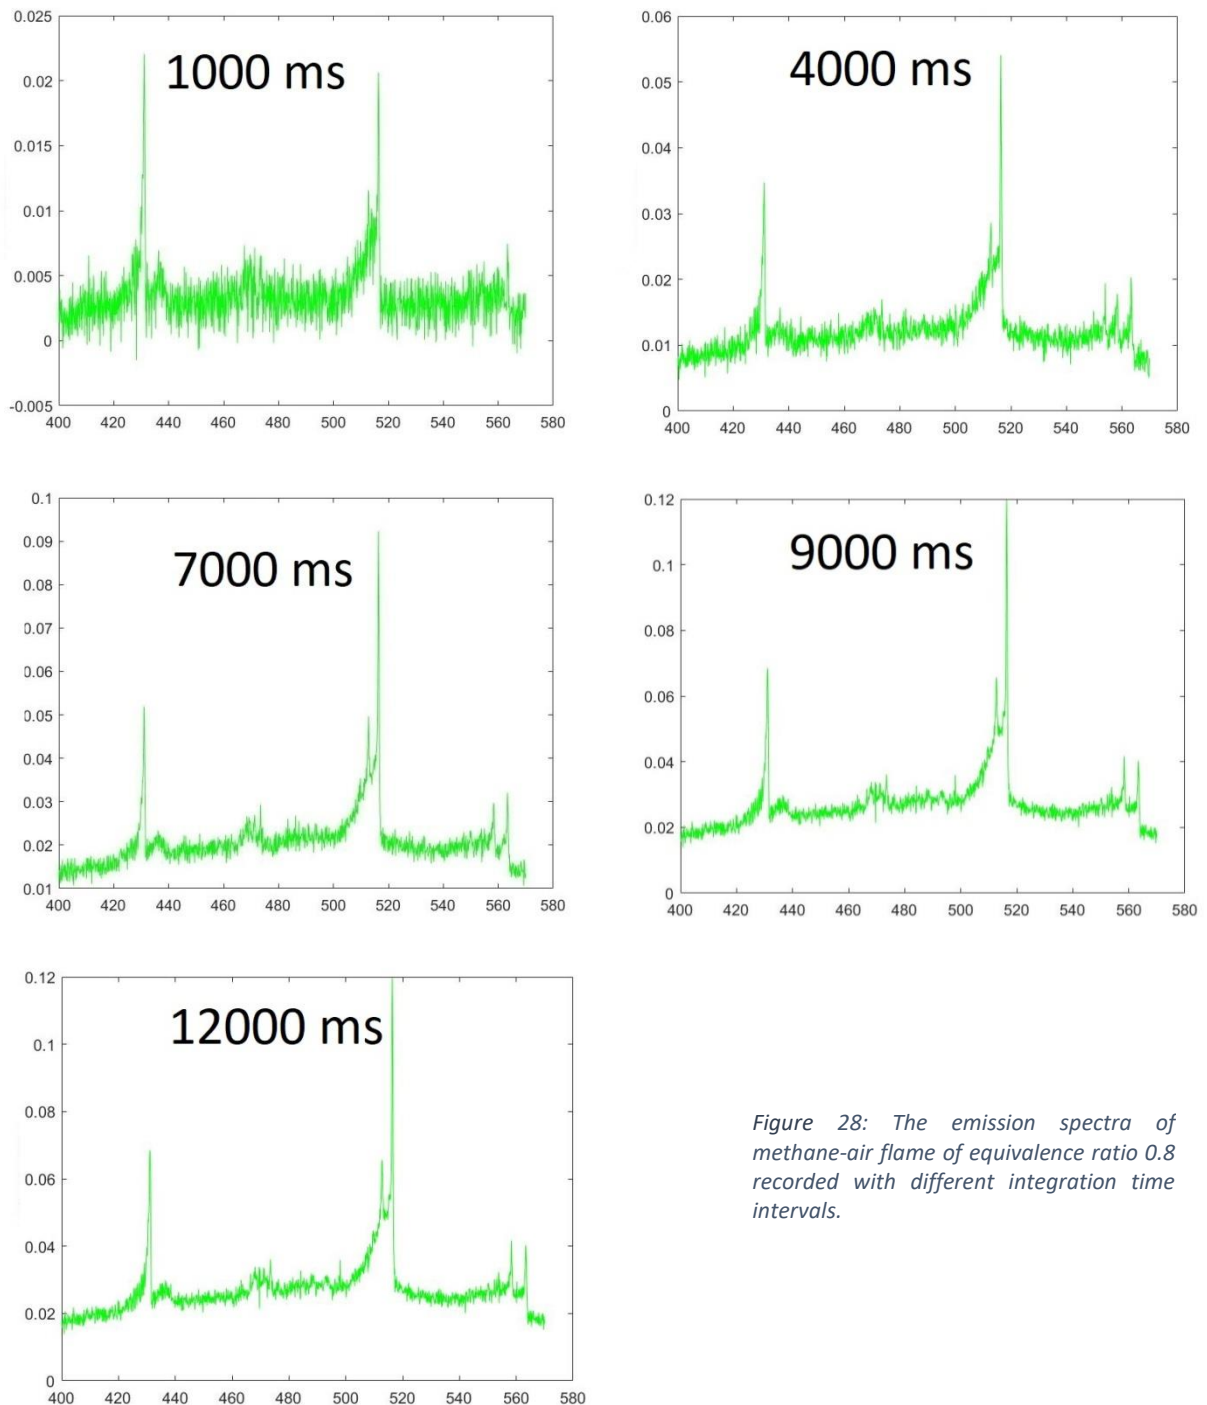 1000 ms
0.025
0.02
0.015
0.01
0.005
0
-0.005
400 420 440 460 480 500 520 540 560 580
4000 ms
0.06
0.05
0.04
0.03
0.02
0.01
0
400 420 440 460 480 500 520 540 560 580
7000 ms
0.1
0.09
0.08
0.07
0.06
0.05
0.04
0.03
0.02
0.01
400 420 440 460 480 500 520 540 560 580
9000 ms
0.12
0.1
0.08
0.06
0.04
0.02
0
400 420 440 460 480 500 520 540 560 580
12000 ms
0.12
0.1
0.08
0.06
0.04
0.02
0
400 420 440 460 480 500 520 540 560 580
Figure 28: The emission spectra of
methane-air flame of equivalence ratio 0.8
recorded with different integration time
intervals.